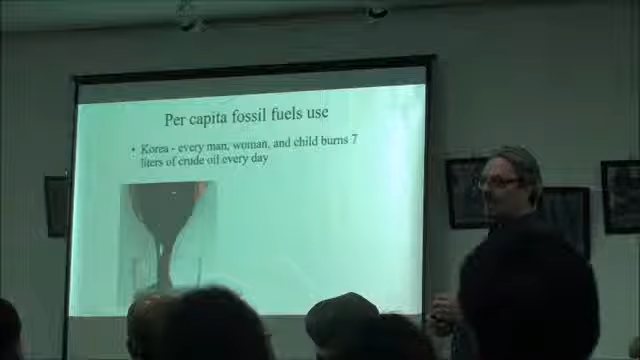 Per capita fossil fuels use
• Korea - every man, woman, and child burns 7
liters of crude oil every day